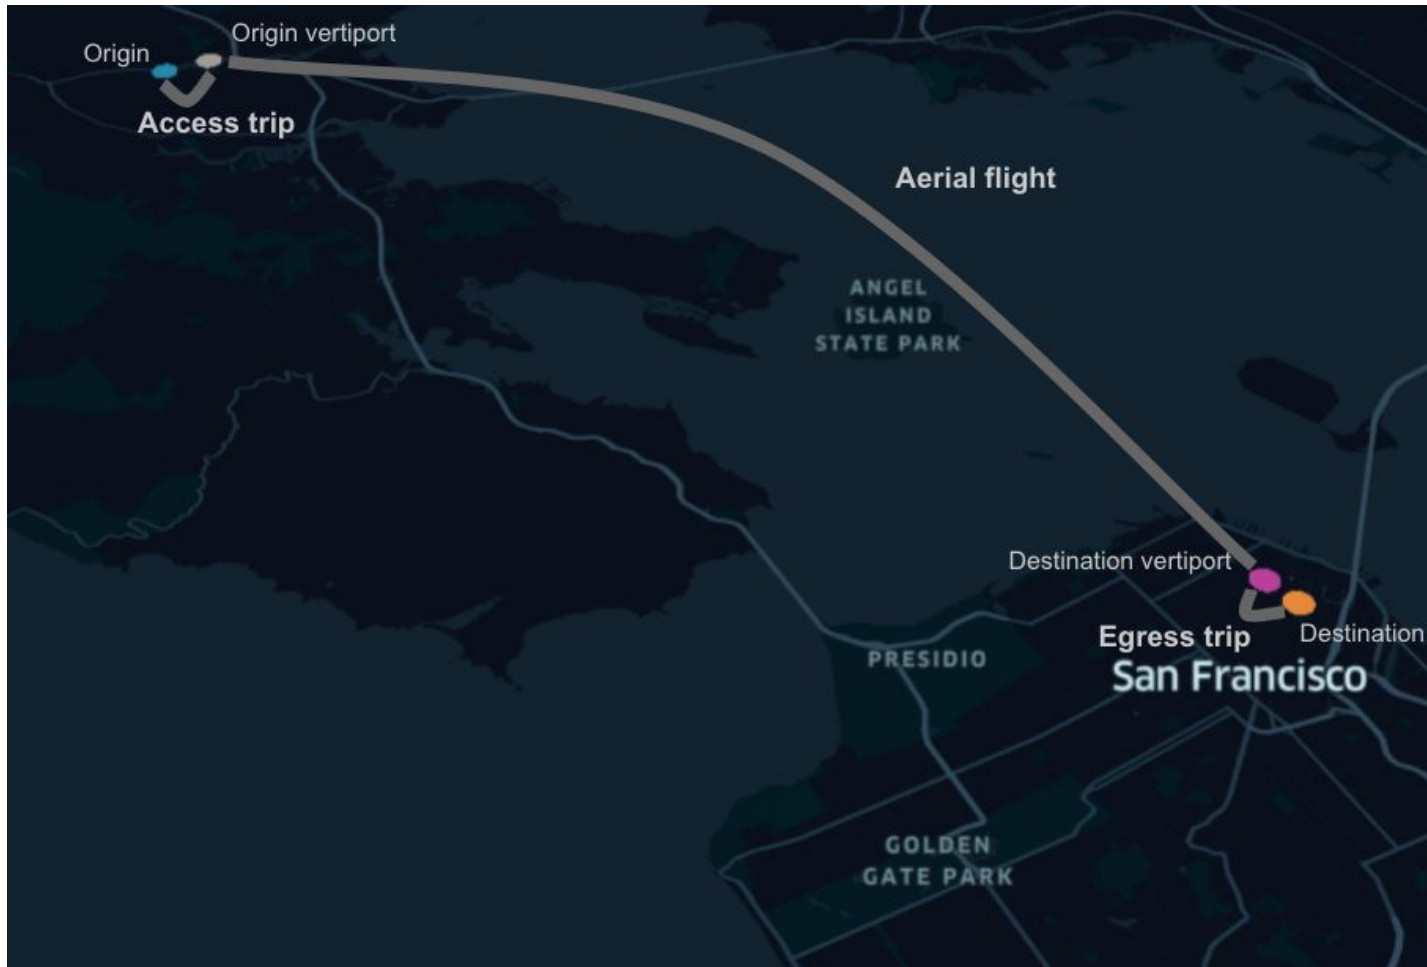 Origin vertiport
Origin
Access trip
Aerial flight
ANGEL
ISLAND
STATE PARK
Destination vertiport
Egress trip
Destination
San Francisco
PRESIDIO
GOLDEN
GATE PARK